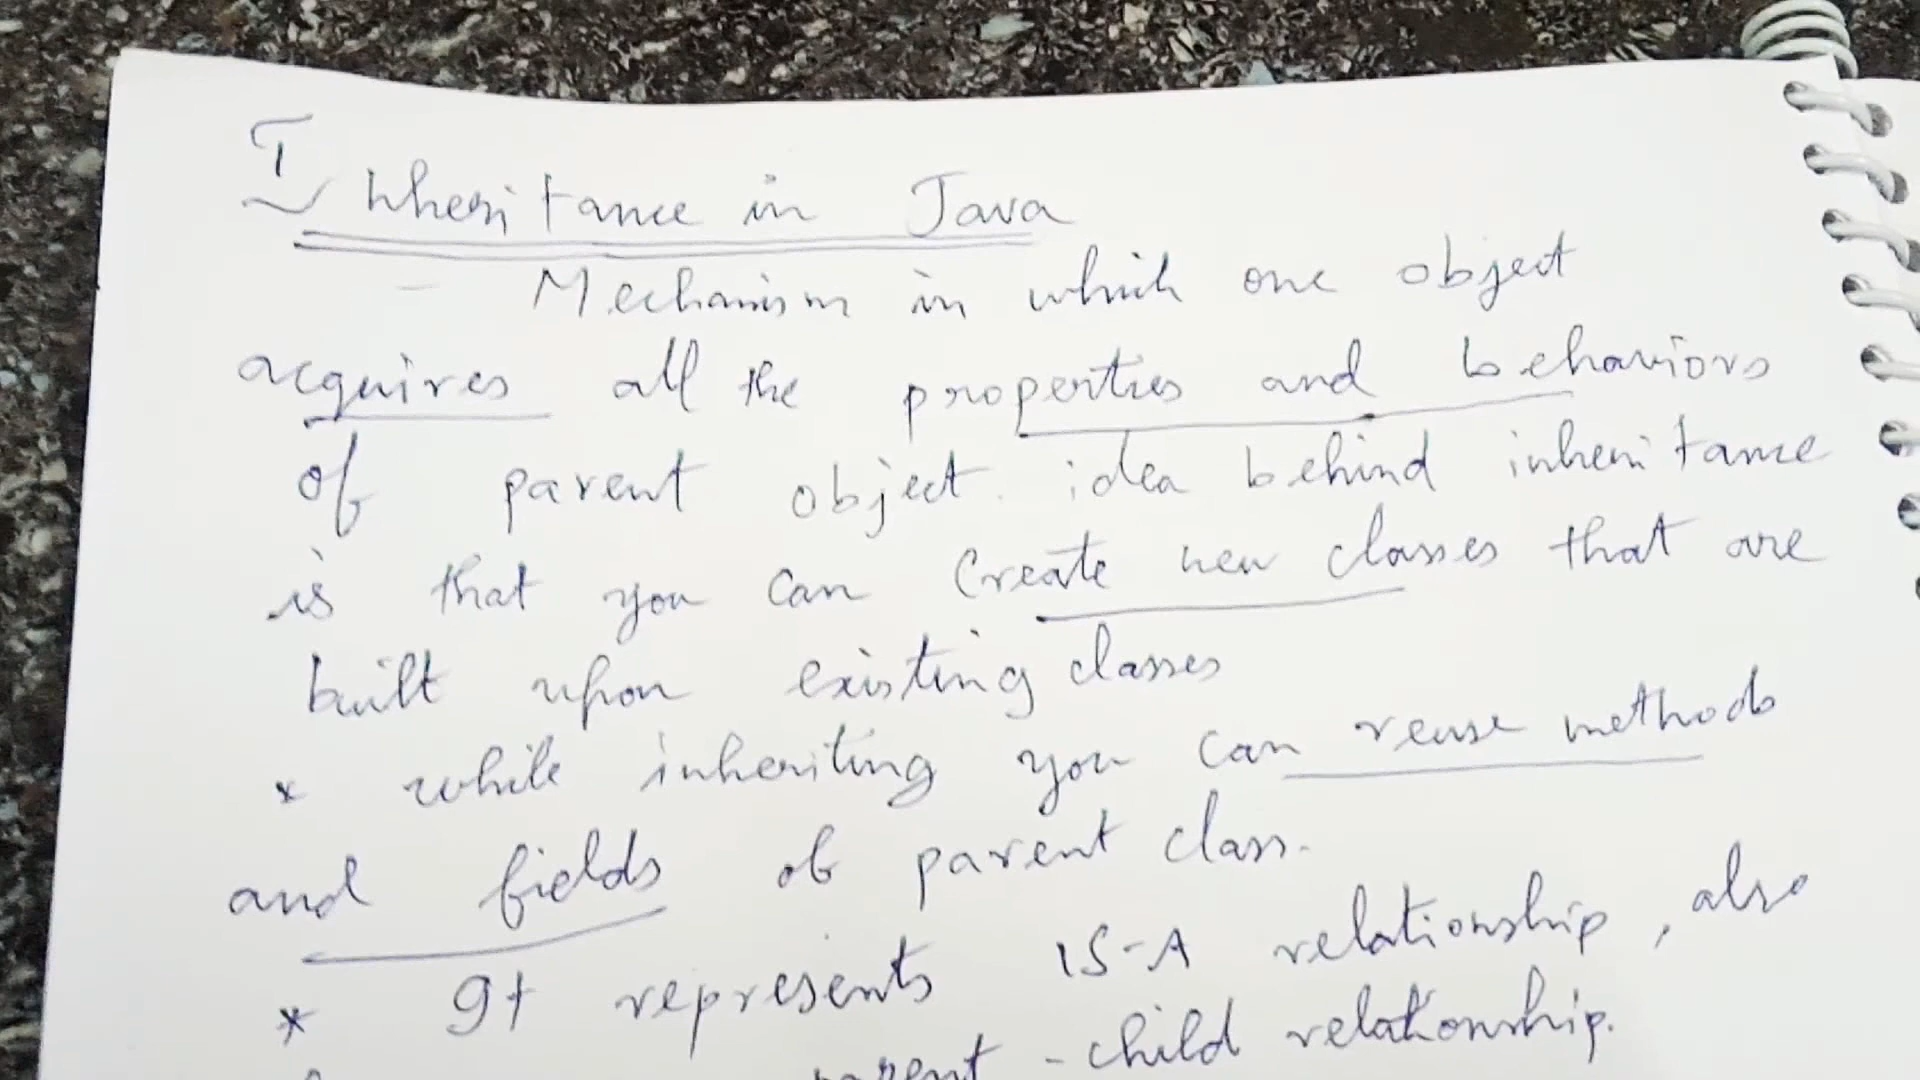 Inheritance in Java
- Mechanism in which one object
acquires all the properties and behaviors
of parent object. idea behind inheritance
is that you can Create new classes that are
built upon existing classes
* while inheriting you can reuse methods
and fields of parent class.
* It represents IS-A relationship, also
parent - child relationship.